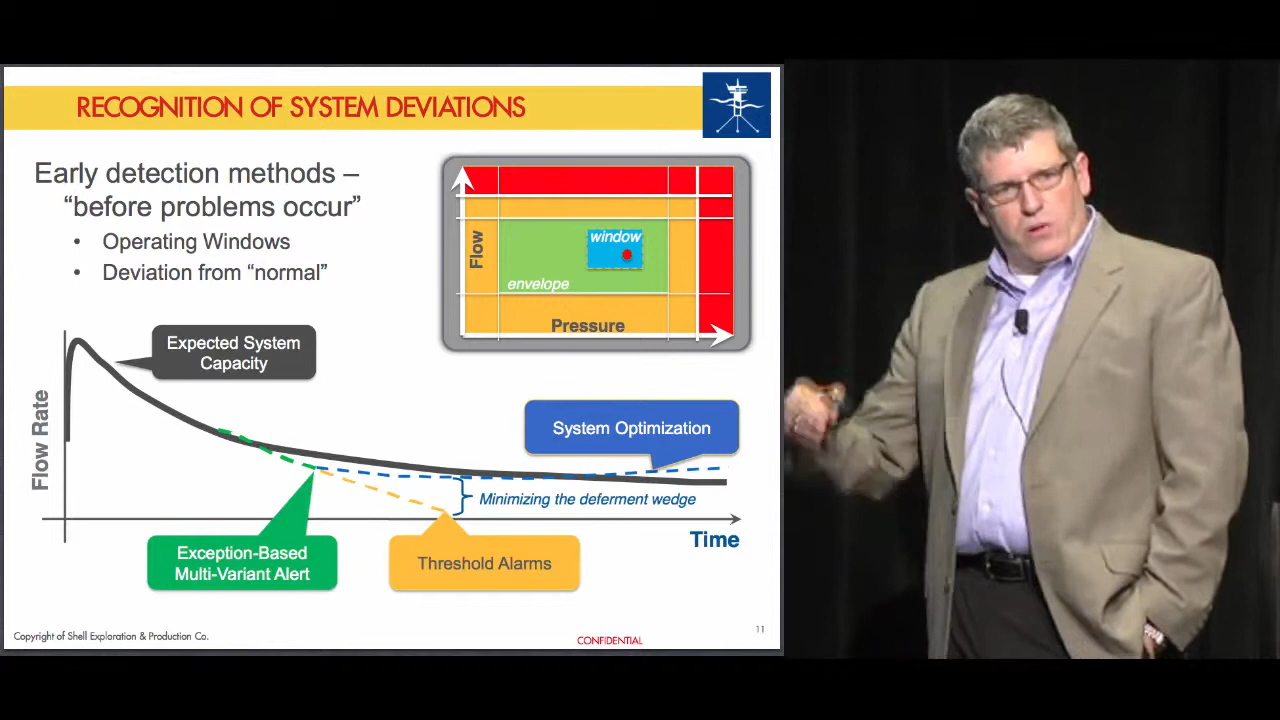 RECOGNITION OF SYSTEM DEVIATIONS
Early detection methods –
“before problems occur”
• Operating Windows
• Deviation from “normal”
Flow
window
envelope
Pressure
Expected System
Capacity
Flow Rate
System Optimization
Minimizing the deferment wedge
Time
Exception-Based
Multi-Variant Alert
Threshold Alarms
Copyright of Shell Exploration & Production Co.
CONFIDENTIAL
11